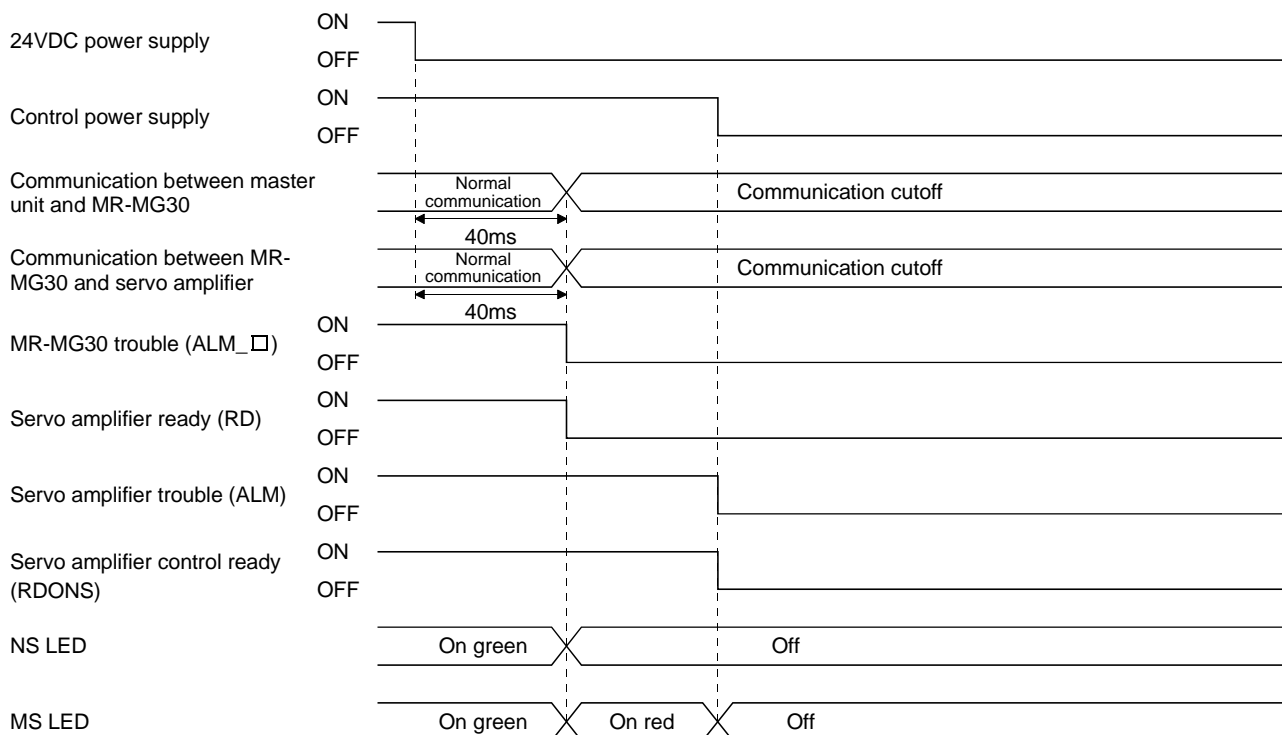 ON
24VDC power supply
OFF
ON
Control power supply
OFF
Communication between master
unit and MR-MG30
Normal
communication
Communication cutoff
40ms
Communication between MR-
MG30 and servo amplifier
Normal
communication
Communication cutoff
40ms
ON
MR-MG30 trouble (ALM_□)
OFF
ON
Servo amplifier ready (RD)
OFF
ON
Servo amplifier trouble (ALM)
OFF
ON
Servo amplifier control ready
(RDONS)
OFF
NS LED
On green
Off
MS LED
On green
On red
Off